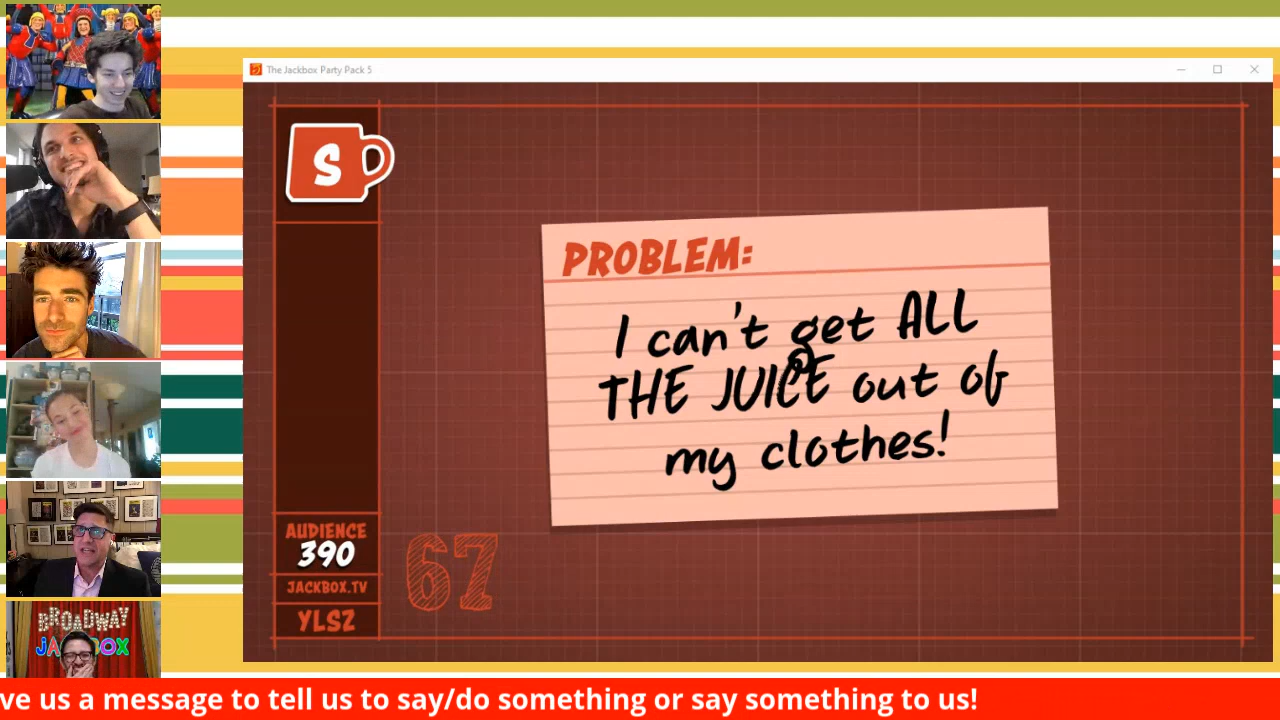 The Jackbox Party Pack 5
S
PROBLEM:
I can't get ALL
THE JUICE out of
my clothes!
AUDIENCE
390
JACKBOX.TV
YLSZ
67
BROADWAY
JACKBOX
ve us a message to tell us to say/do something or say something to us!